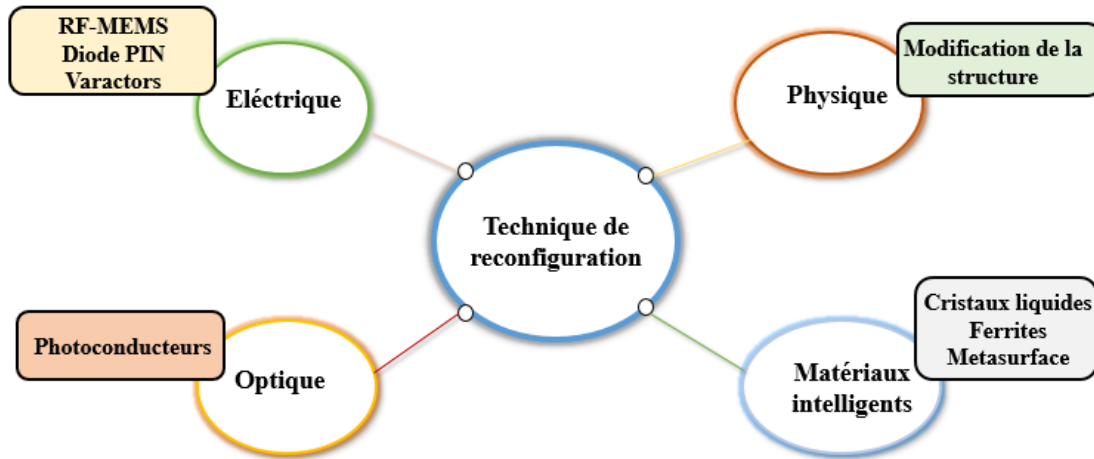 RF-MEMS
Diode PIN
Varactors
Eléctrique
Physique
Modification de la
structure
Technique de
reconfiguration
Photoconducteurs
Optique
Matériaux
intelligents
Cristaux liquides
Ferrites
Metasurface